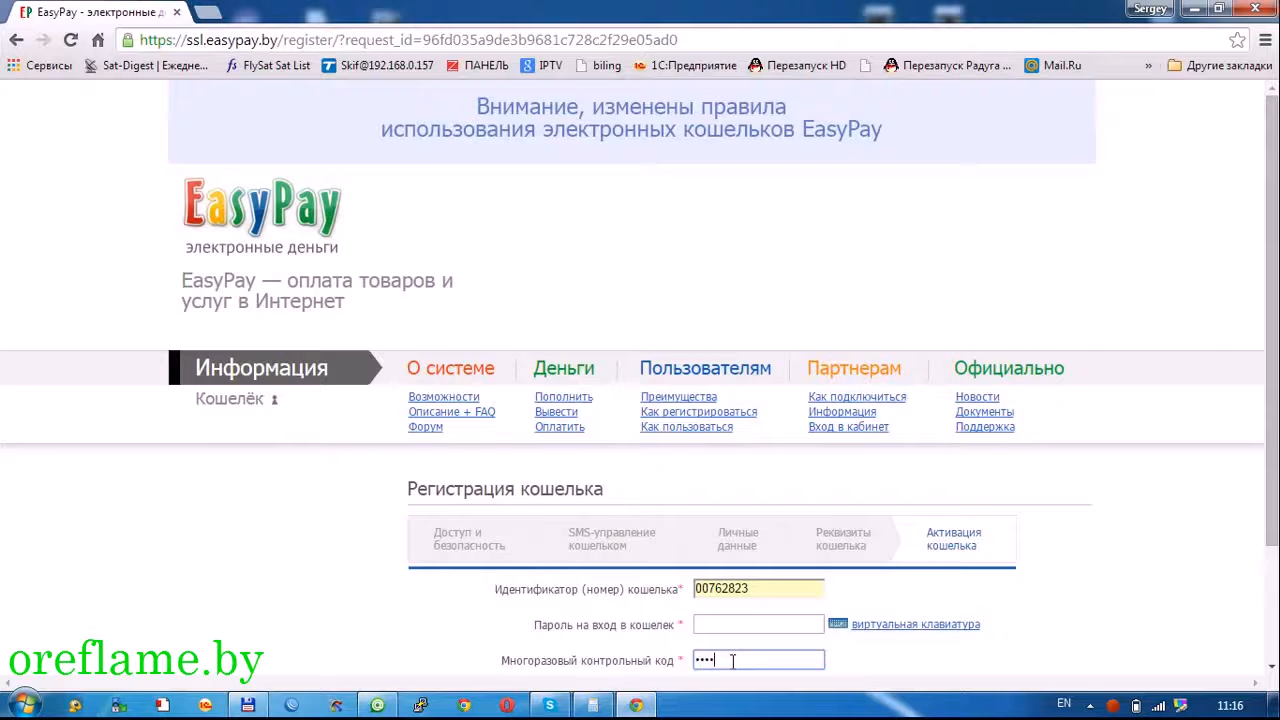 EasyPay - электронные д
Sergey
https://ssl.easypay.by/register/?request_id=96fd035a9de3b9681c728c2f29e05ad0
Сервисы Sat-Digest | Ежедне... FlySat Sat List Skif@192.168.0.157 ПАНЕЛЬ IPTV biling 1С:Предприятие Перезапуск HD Перезапуск Радуга ... Mail.Ru » Другие закладки
Внимание, изменены правила
использования электронных кошельков EasyPay
EasyPay
электронные деньги
EasyPay — оплата товаров и
услуг в Интернет
Информация О системе Деньги Пользователям Партнерам Официально
Кошелёк Возможности Пополнить Преимущества Как подключиться Новости
Описание + FAQ Вывести Как регистрироваться Информация Документы
Форум Оплатить Как пользоваться Вход в кабинет Поддержка
Регистрация кошелька
Доступ и SMS-управление Личные Реквизиты Активация
безопасность кошельком данные кошелька кошелька
Идентификатор (номер) кошелька* 00762823
Пароль на вход в кошелек * виртуальная клавиатура
Многоразовый контрольный код * ••••
oreflame.by
EN 11:16